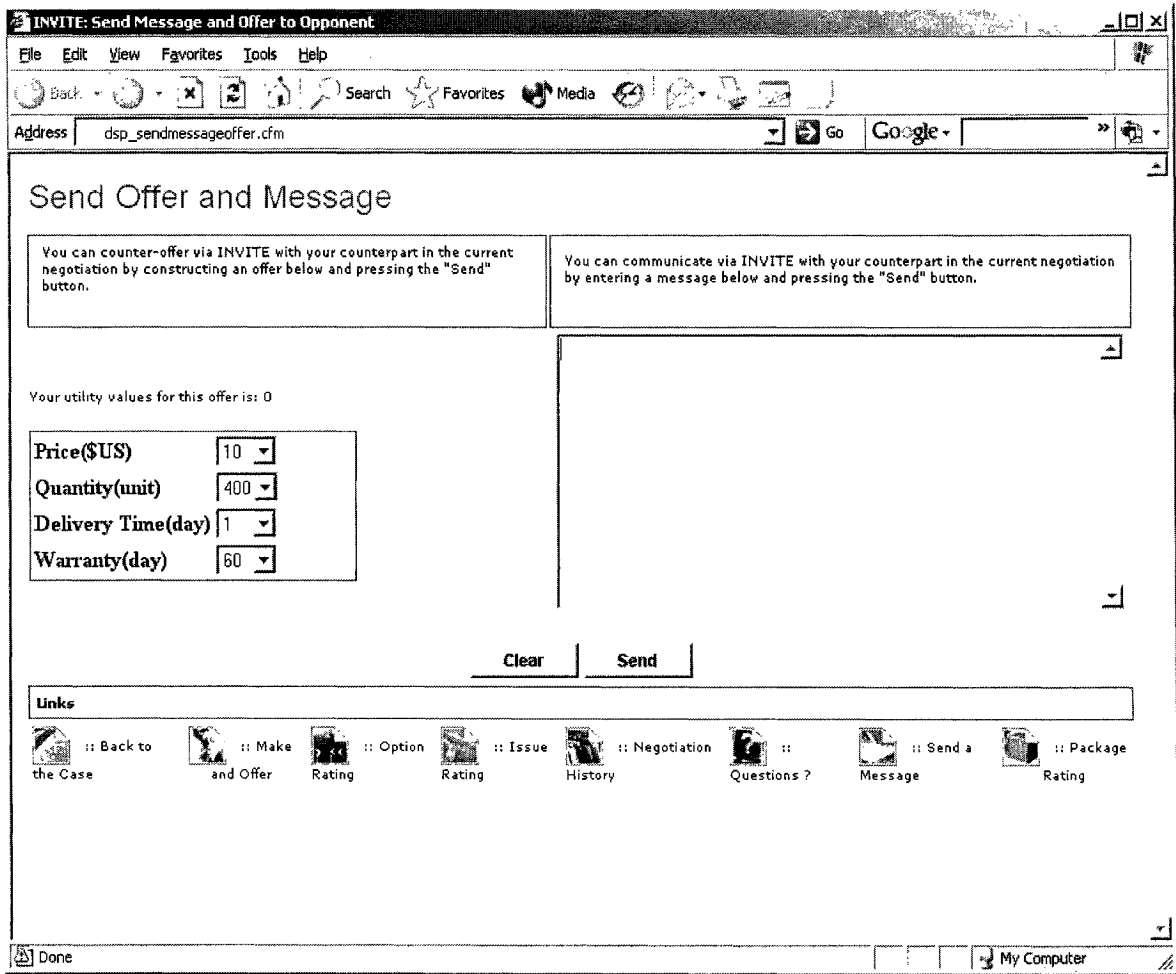 INVITE: Send Message and Offer to Opponent
File Edit View Favorites Tools Help
Back Search Favorites Media
Address dsp_sendmessageoffer.cfm Go Google
Send Offer and Message
You can counter-offer via INVITE with your counterpart in the current
negotiation by constructing an offer below and pressing the "Send"
button.
You can communicate via INVITE with your counterpart in the current negotiation
by entering a message below and pressing the "Send" button.
Your utility values for this offer is: 0
Price($US) 10
Quantity(unit) 400
Delivery Time(day) 1
Warranty(day) 60
Clear Send
Links
:: Back to
the Case
:: Make
and Offer
:: Option
Rating
:: Issue
Rating
:: Negotiation
History
::
Questions ?
:: Send a
Message
:: Package
Rating
Done My Computer